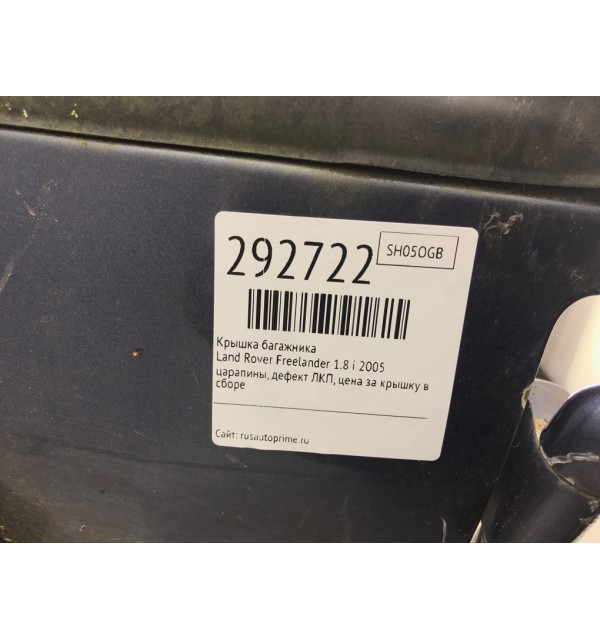 292722 SH05OGB
Крышка багажника
Land Rover Freelander 1.8 i 2005
царапины, дефект ЛКП, цена за крышку в
сборе
Сайт: rusautoprime.ru